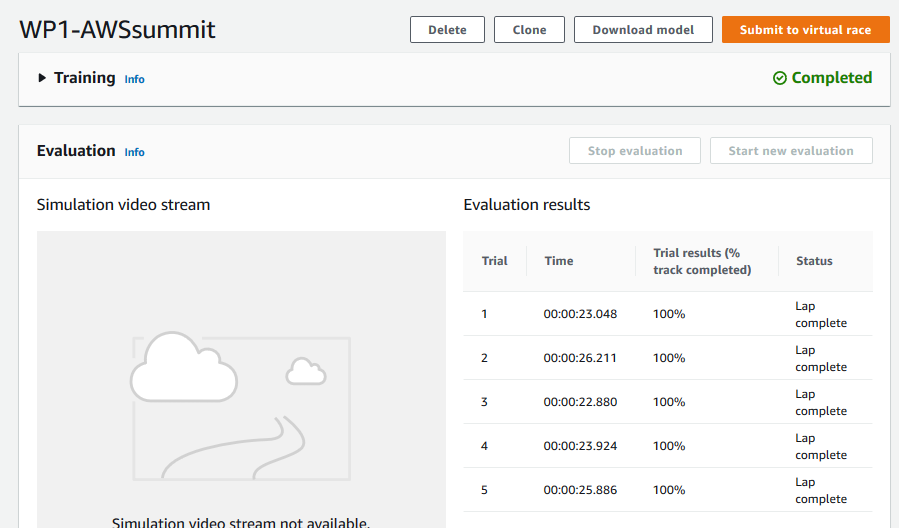 WP1-AWSsummit
Delete
Clone
Download model
Submit to virtual race
Training Info
Completed
Evaluation Info
Stop evaluation
Start new evaluation
Simulation video stream
Simulation video stream not available.
Evaluation results
Trial Time Trial results (% track completed) Status
1 00:00:23.048 100% Lap complete
2 00:00:26.211 100% Lap complete
3 00:00:22.880 100% Lap complete
4 00:00:23.924 100% Lap complete
5 00:00:25.886 100% Lap complete